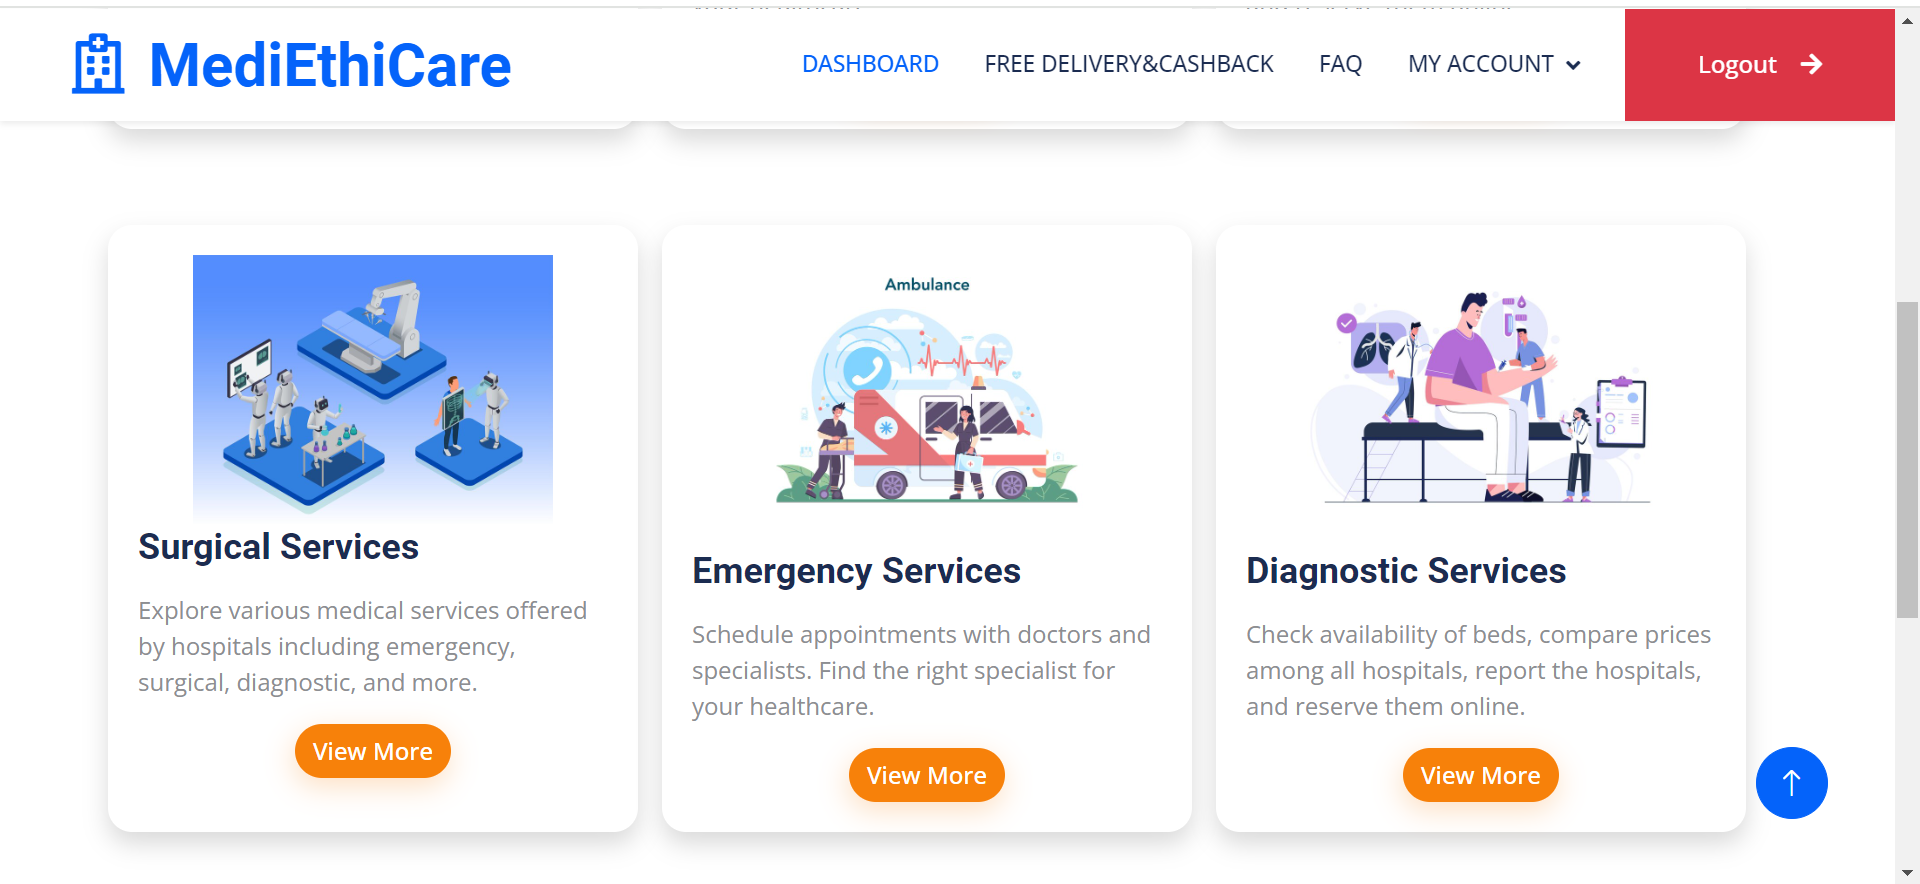 MediEthiCare
DASHBOARD
FREE DELIVERY&CASHBACK
FAQ
MY ACCOUNT
Logout
Surgical Services
Explore various medical services offered
by hospitals including emergency,
surgical, diagnostic, and more.
View More
Ambulance
Emergency Services
Schedule appointments with doctors and
specialists. Find the right specialist for
your healthcare.
View More
Diagnostic Services
Check availability of beds, compare prices
among all hospitals, report the hospitals,
and reserve them online.
View More